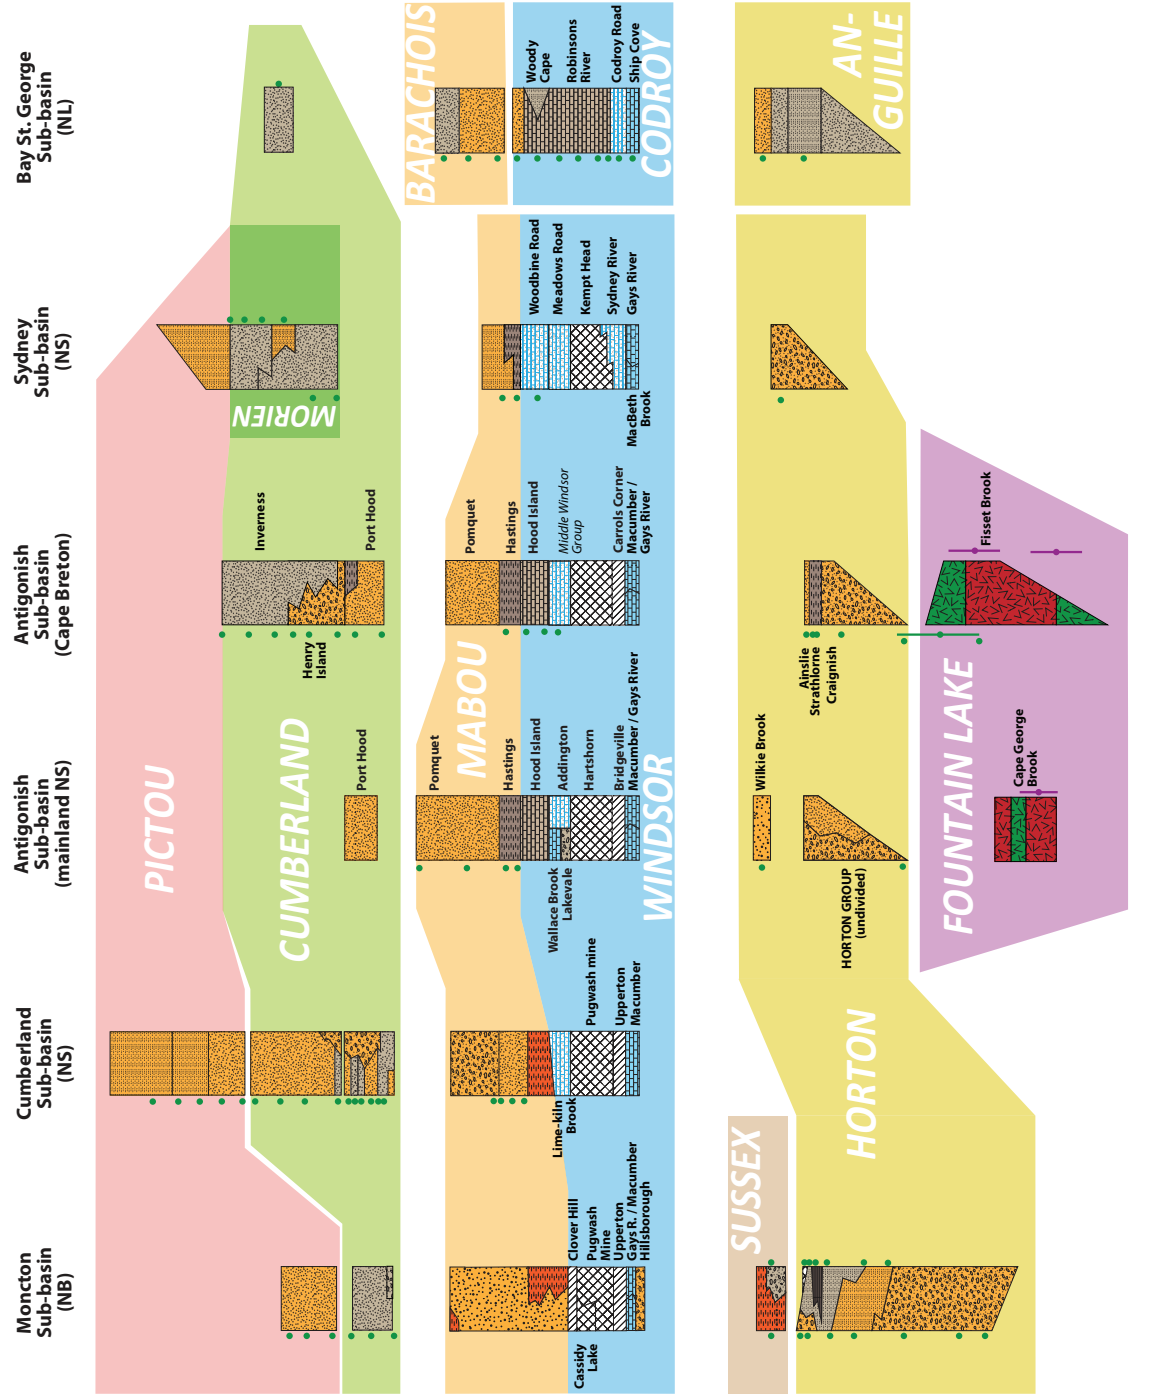 Moncton
Sub-basin
(NB)
Cumberland
Sub-basin
(NS)
Antigonish
Sub-basin
(mainland NS)
Antigonish
Sub-basin
(Cape Breton)
Sydney
Sub-basin
(NS)
Bay St. George
Sub-basin
(NL)
PICTOU
CUMBERLAND
MORIEN
Port Hood
Henry
Island
Inverness
Port Hood
MABOU
BARACHOIS
WINDSOR
CODROY
Cassidy
Lake
Clover Hill
Pugwash
Mine
Upperton
Gays R. / Macumber
Hillsborough
Lime-kiln
Brook
Pugwash mine
Upperton
Macumber
Wallace Brook
Lakevale
Pomquet
Hastings
Hood Island
Addington
Hartshorn
Bridgeville
Macumber / Gays River
Pomquet
Hastings
Hood Island
Middle Windsor
Group
Carrols Corner
Macumber /
Gays River
MacBeth
Brook
Woodbine Road
Meadows Road
Kempt Head
Sydney River
Gays River
Woody
Cape
Robinsons
River
Codroy Road
Ship Cove
SUSSEX
HORTON
AN-
GUILLE
HORTON GROUP
(undivided)
Wilkie Brook
Ainslie
Strathlorne
Craignish
FOUNTAIN LAKE
Cape George
Brook
Fisset Brook